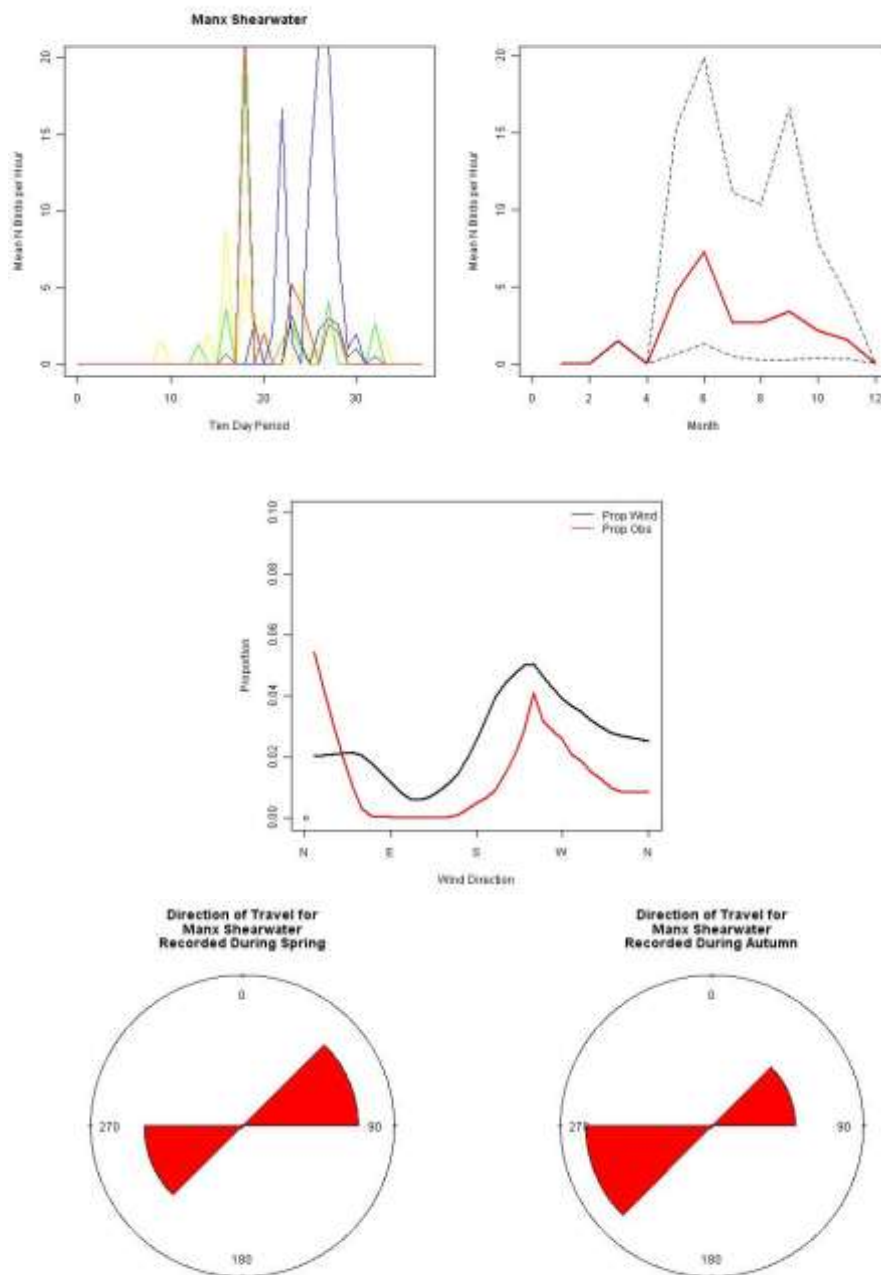 Manx Shearwater
Mean N Birds per Hour
20
15
10
5
0
0 10 20 30
Ten Day Period
Mean N Birds per Hour
20
15
10
5
0
0 2 4 6 8 10 12
Month
Prop Wind
Prop Obs
Proportion
0.10
0.08
0.06
0.04
0.02
0.00
N E S W N
Wind Direction
Direction of Travel for
Manx Shearwater
Recorded During Spring
0
270 90
180
Direction of Travel for
Manx Shearwater
Recorded During Autumn
0
270 90
180